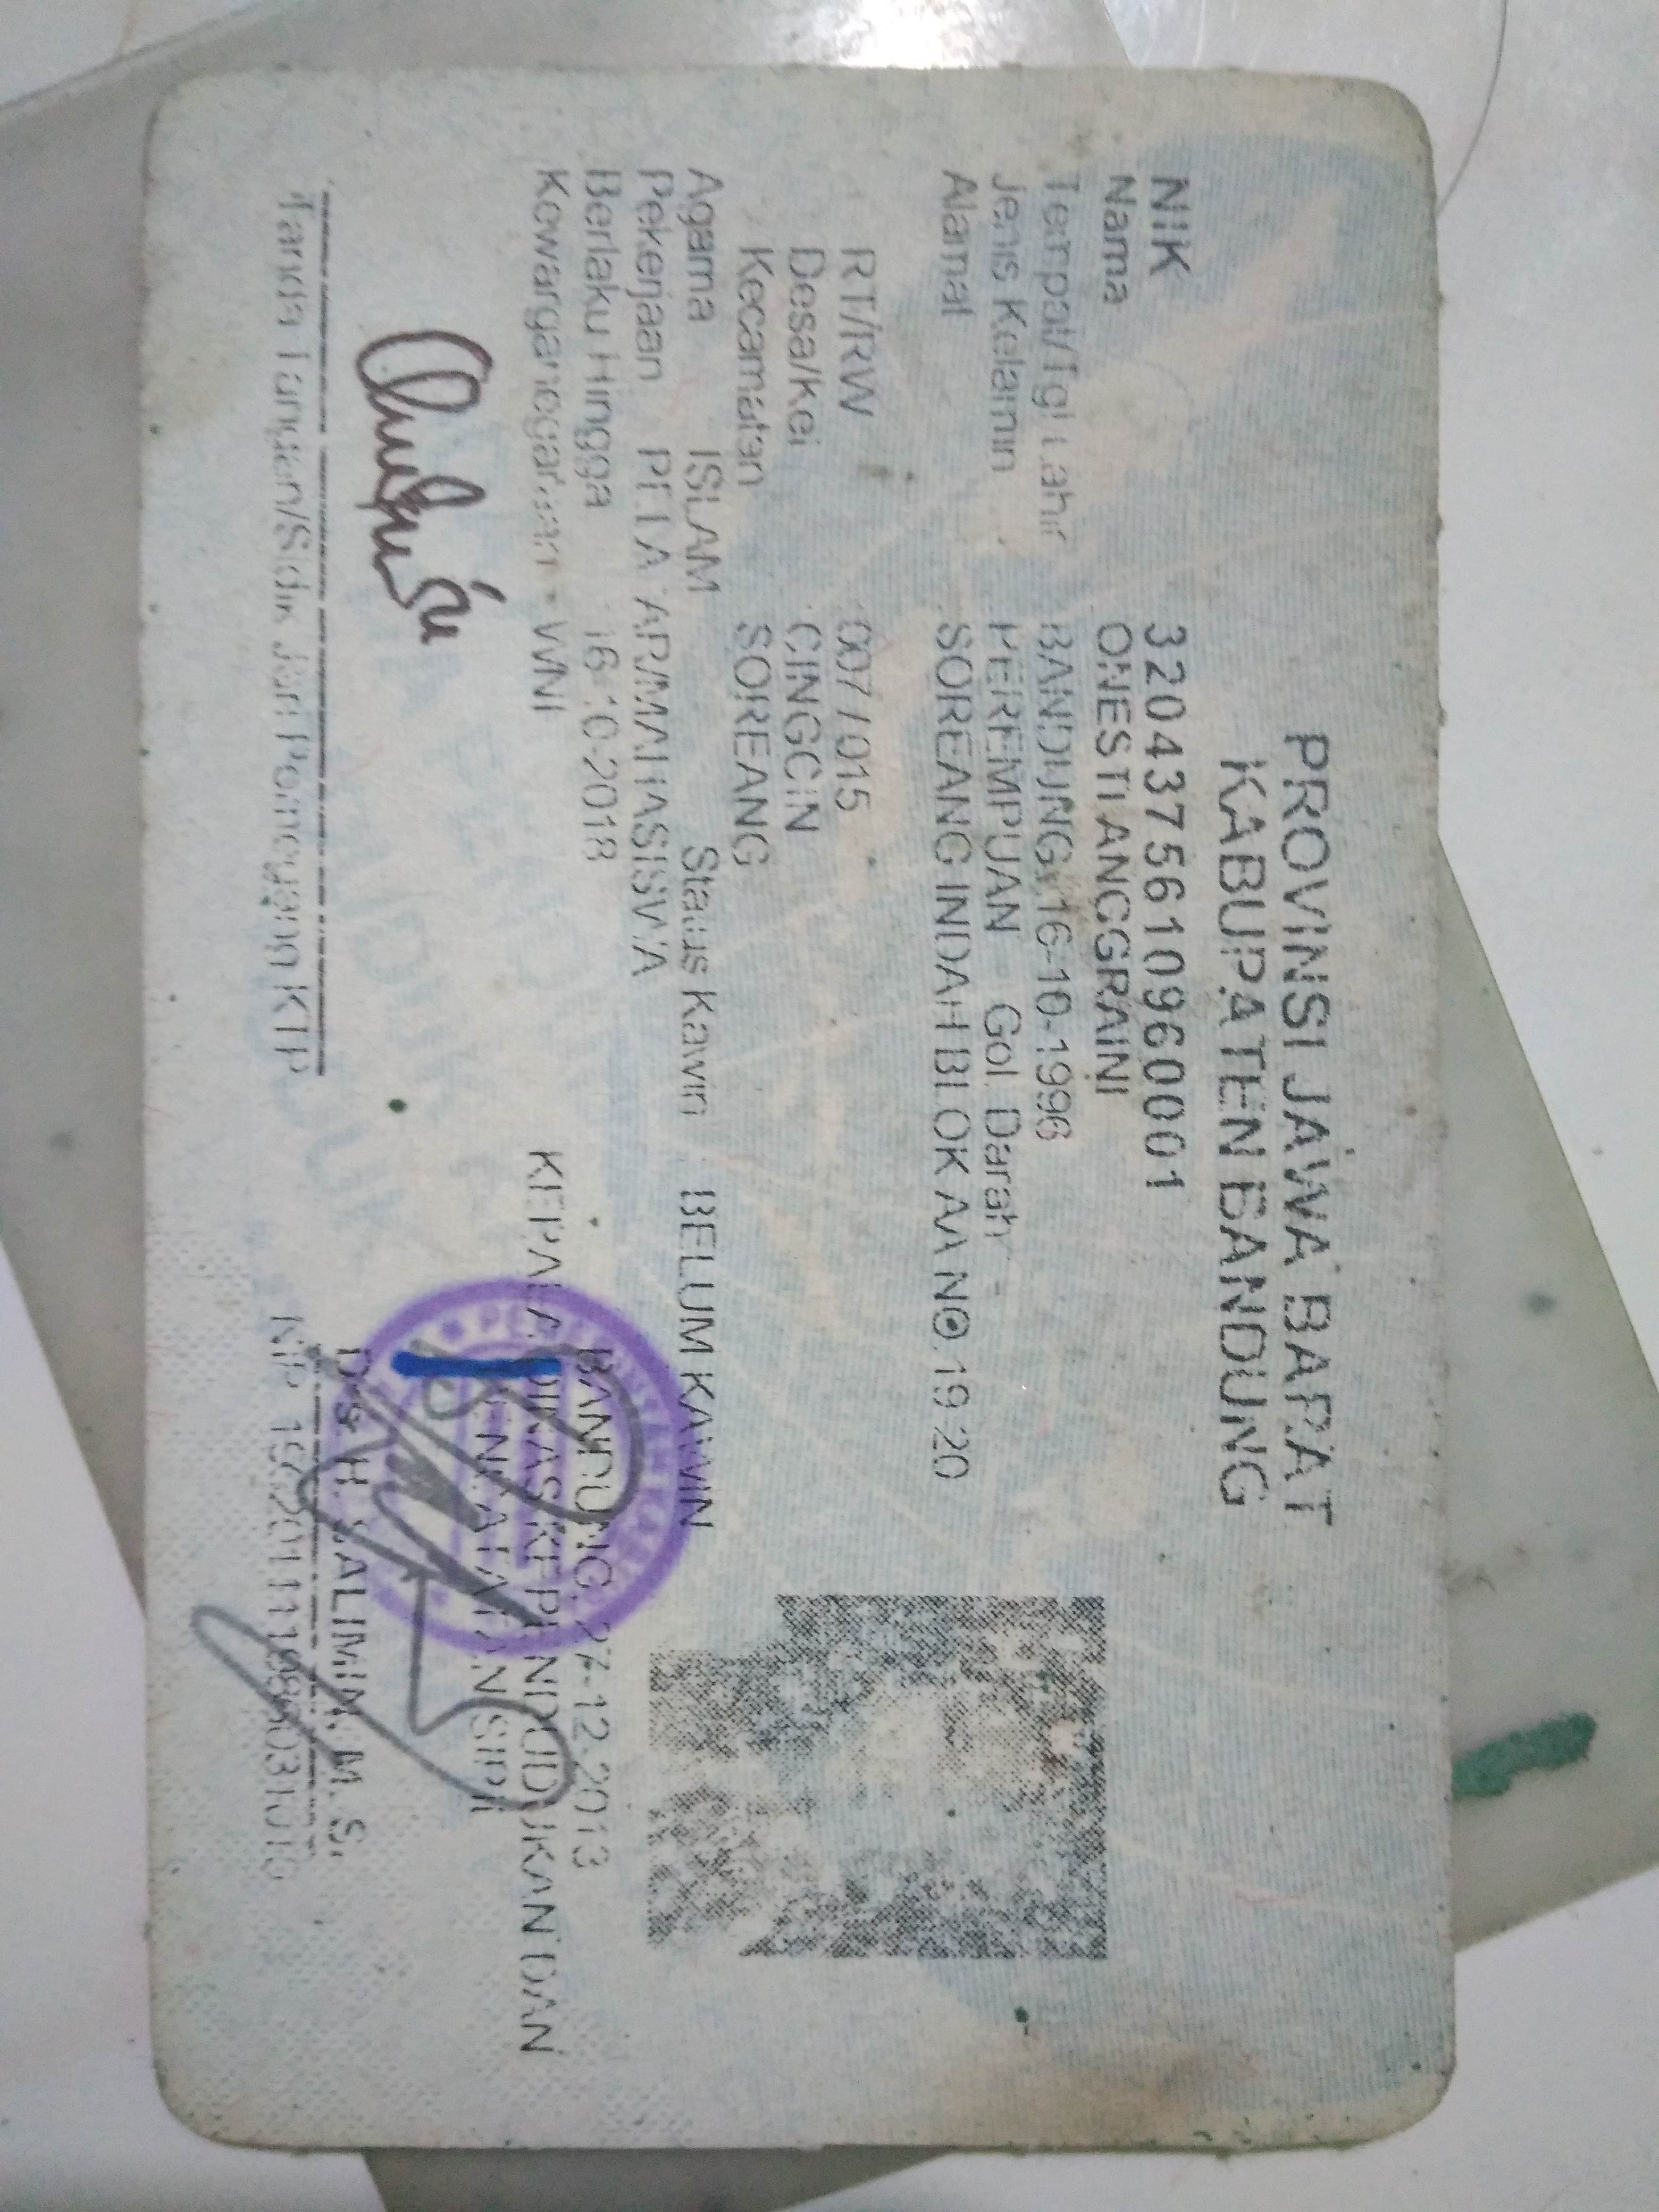 PROVINSI JAWA BARAT
KABUPATEN BANDUNG
NIK 3204375610960001
Nama : ONESTI ANGGRAINI
Tempat/Tgl Lahir : BANDUNG, 16-10-1996
Jenis Kelamin : PEREMPUAN Gol. Darah -
Alamat : SOREANG INDAH BLOK AA NO. 19-20
RT/RW : 007 / 015
Desa/Kel : CINGCIN
Kecamatan : SOREANG
Agama ISLAM Status Kawin : BELUM KAWIN
Pekerjaan PELAJAR/MAHASISWA
Berlaku Hingga 16-10-2018
Kewarganegaraan WNI
BANDUNG, 27-12-2013
KEPALA DINAS KEPENDUDUKAN DAN
PENCATATAN SIPIL
Drs. H. SALIMIN, M. Si.
Tanda Tangan/Sidik Jari Pemegang KTP
NIP